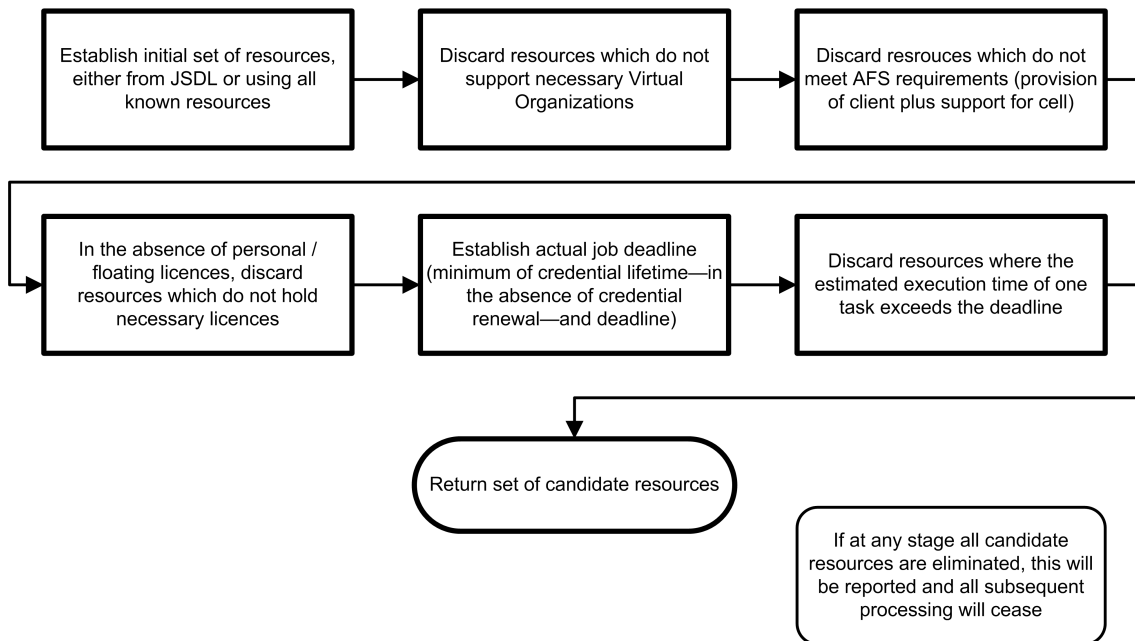 Establish initial set of resources,
either from JSDL or using all
known resources
Discard resources which do not
support necessary Virtual
Organizations
Discard resrouces which do not
meet AFS requirements (provision
of client plus support for cell)
In the absence of personal /
floating licences, discard
resources which do not hold
necessary licences
Establish actual job deadline
(minimum of credential lifetime—in
the absence of credential
renewal—and deadline)
Discard resources where the
estimated execution time of one
task exceeds the deadline
Return set of candidate resources
If at any stage all candidate
resources are eliminated, this will
be reported and all subsequent
processing will cease